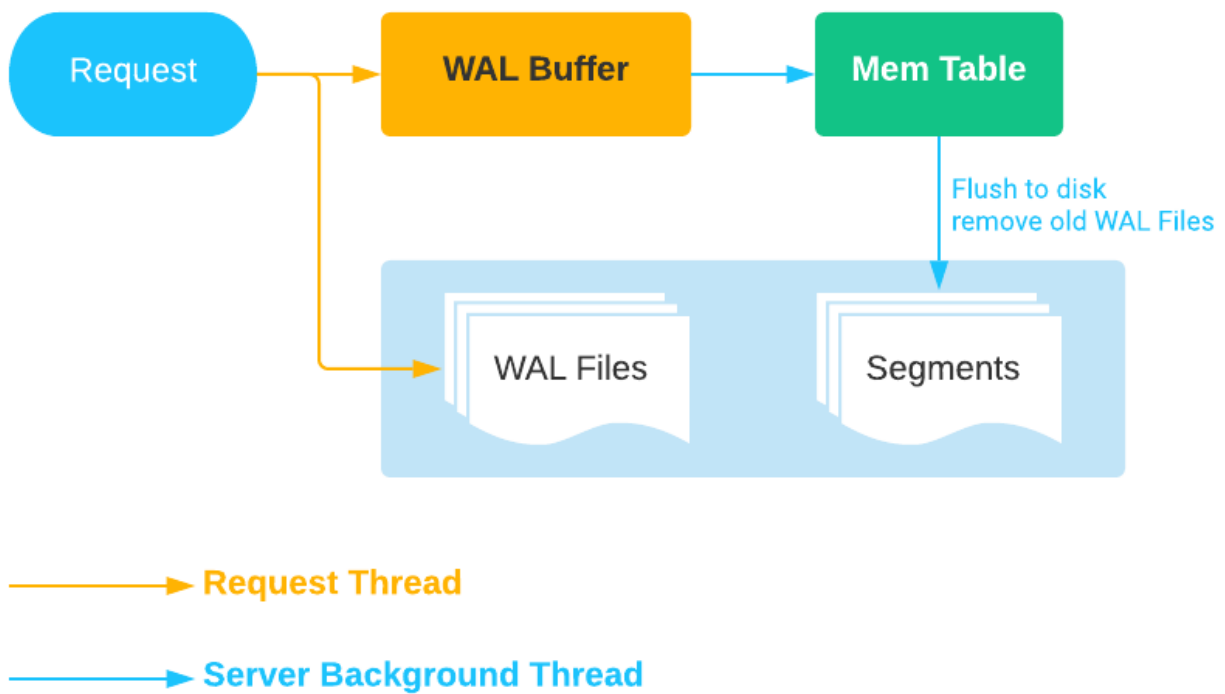 Request
WAL Buffer
Mem Table
Flush to disk
remove old WAL Files
WAL Files
Segments
Request Thread
Server Background Thread